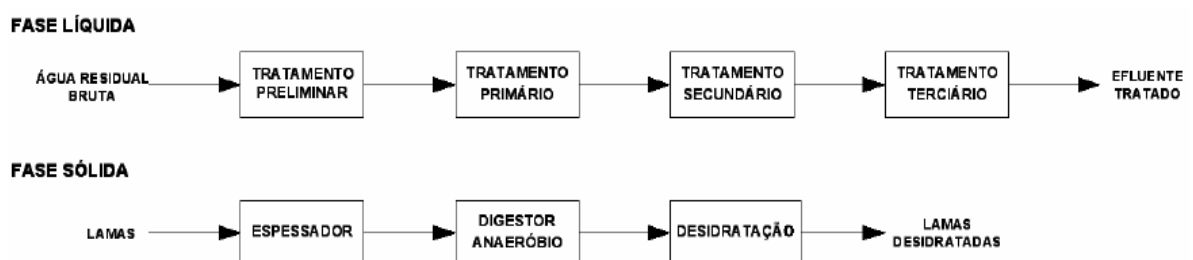 FASE LÍQUIDA
ÁGUA RESIDUAL
BRUTA
TRATAMENTO
PRELIMINAR
TRATAMENTO
PRIMÁRIO
TRATAMENTO
SECUNDÁRIO
TRATAMENTO
TERCIÁRIO
EFLUENTE
TRATADO
FASE SÓLIDA
LAMAS
ESPESSADOR
DIGESTOR
ANAERÓBIO
DESIDRATAÇÃO
LAMAS
DESIDRATADAS